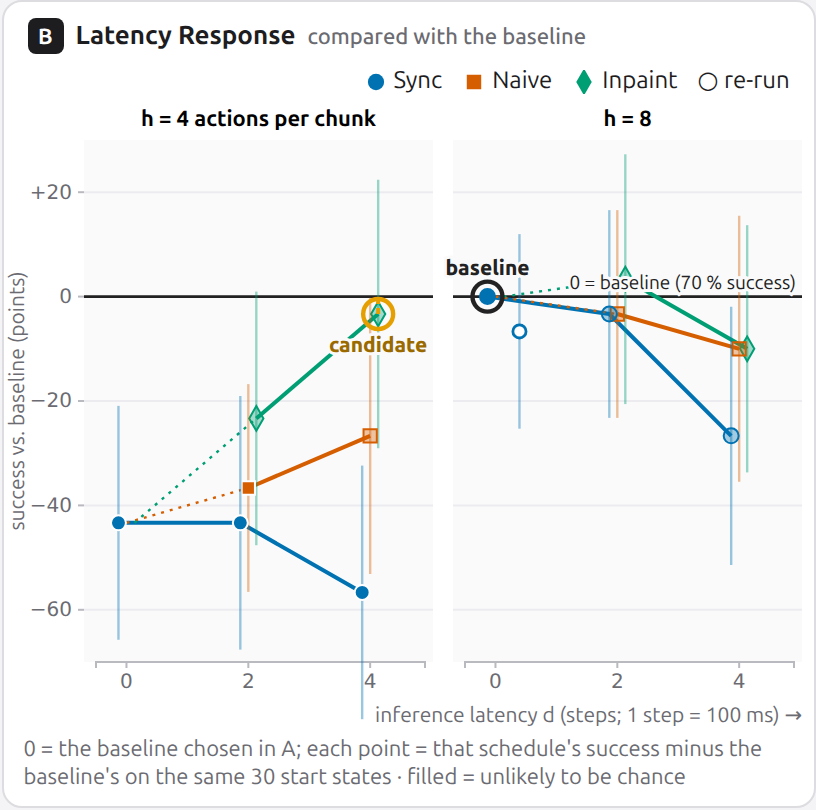 B Latency Response compared with the baseline
Sync Naive Inpaint re-run
h = 4 actions per chunk
h = 8
success vs. baseline (points)
+20
0
−20
−40
−60
candidate
baseline
0 = baseline (70 % success)
0 2 4
0 2 4
inference latency d (steps; 1 step = 100 ms) →
0 = the baseline chosen in A; each point = that schedule's success minus the
baseline's on the same 30 start states · filled = unlikely to be chance